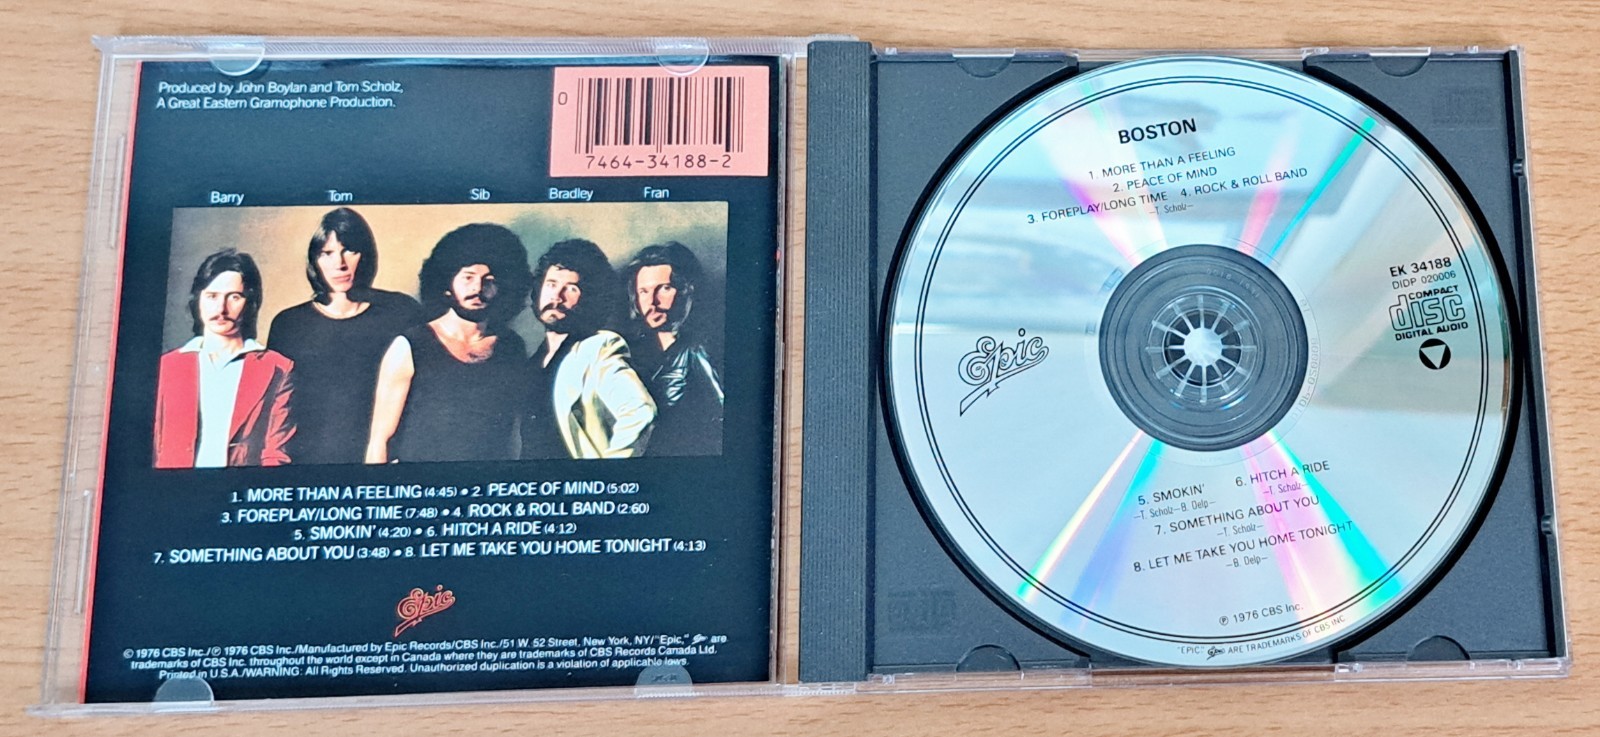 Produced by John Boylan and Tom Scholz,
A Great Eastern Gramophone Production.
0
7464-34188-2
Barry Tom Sib Bradley Fran
1. MORE THAN A FEELING (4:45) • 2. PEACE OF MIND (5:02)
3. FOREPLAY/LONG TIME (7:48) • 4. ROCK & ROLL BAND (2:60)
5. SMOKIN' (4:20) • 6. HITCH A RIDE (4:12)
7. SOMETHING ABOUT YOU (3:48) • 8. LET ME TAKE YOU HOME TONIGHT (4:13)
Epic
© 1976 CBS Inc./℗ 1976 CBS Inc./Manufactured by Epic Records/CBS Inc./51 W. 52 Street, New York, NY/"Epic," Epic are
trademarks of CBS Inc. throughout the world except in Canada where they are trademarks of CBS Records Canada Ltd.
Printed in U.S.A./WARNING: All Rights Reserved. Unauthorized duplication is a violation of applicable laws.
BOSTON
1. MORE THAN A FEELING
2. PEACE OF MIND
3. FOREPLAY/LONG TIME 4. ROCK & ROLL BAND
—T. Scholz—
EK 34188
DIDP 020006
COMPACT
disc
DIGITAL AUDIO
Epic
5. SMOKIN' 6. HITCH A RIDE
—T. Scholz—B. Delp— —T. Scholz—
7. SOMETHING ABOUT YOU
—T. Scholz—
8. LET ME TAKE YOU HOME TONIGHT
—B. Delp—
℗ 1976 CBS Inc.
"EPIC," Epic ARE TRADEMARKS OF CBS INC